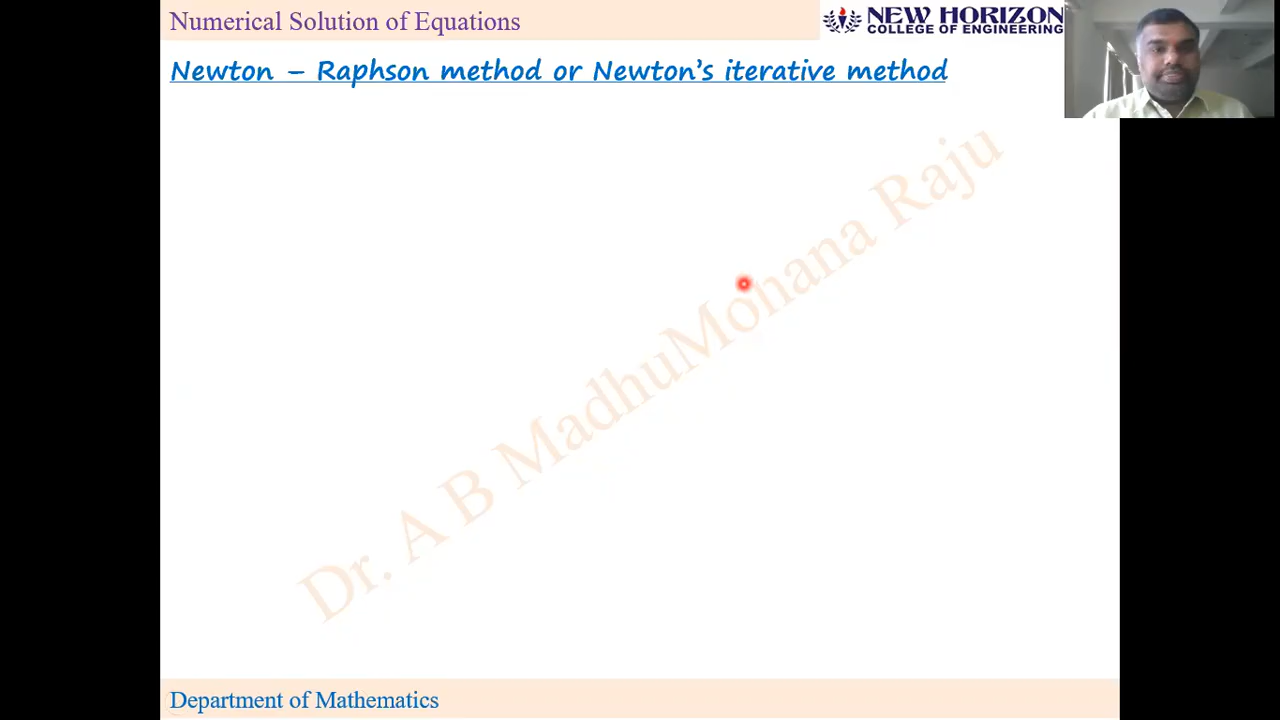 Numerical Solution of Equations
NEW HORIZON
COLLEGE OF ENGINEERING
Newton – Raphson method or Newton's iterative method
Dr. A B MadhuMohana Raju
Department of Mathematics